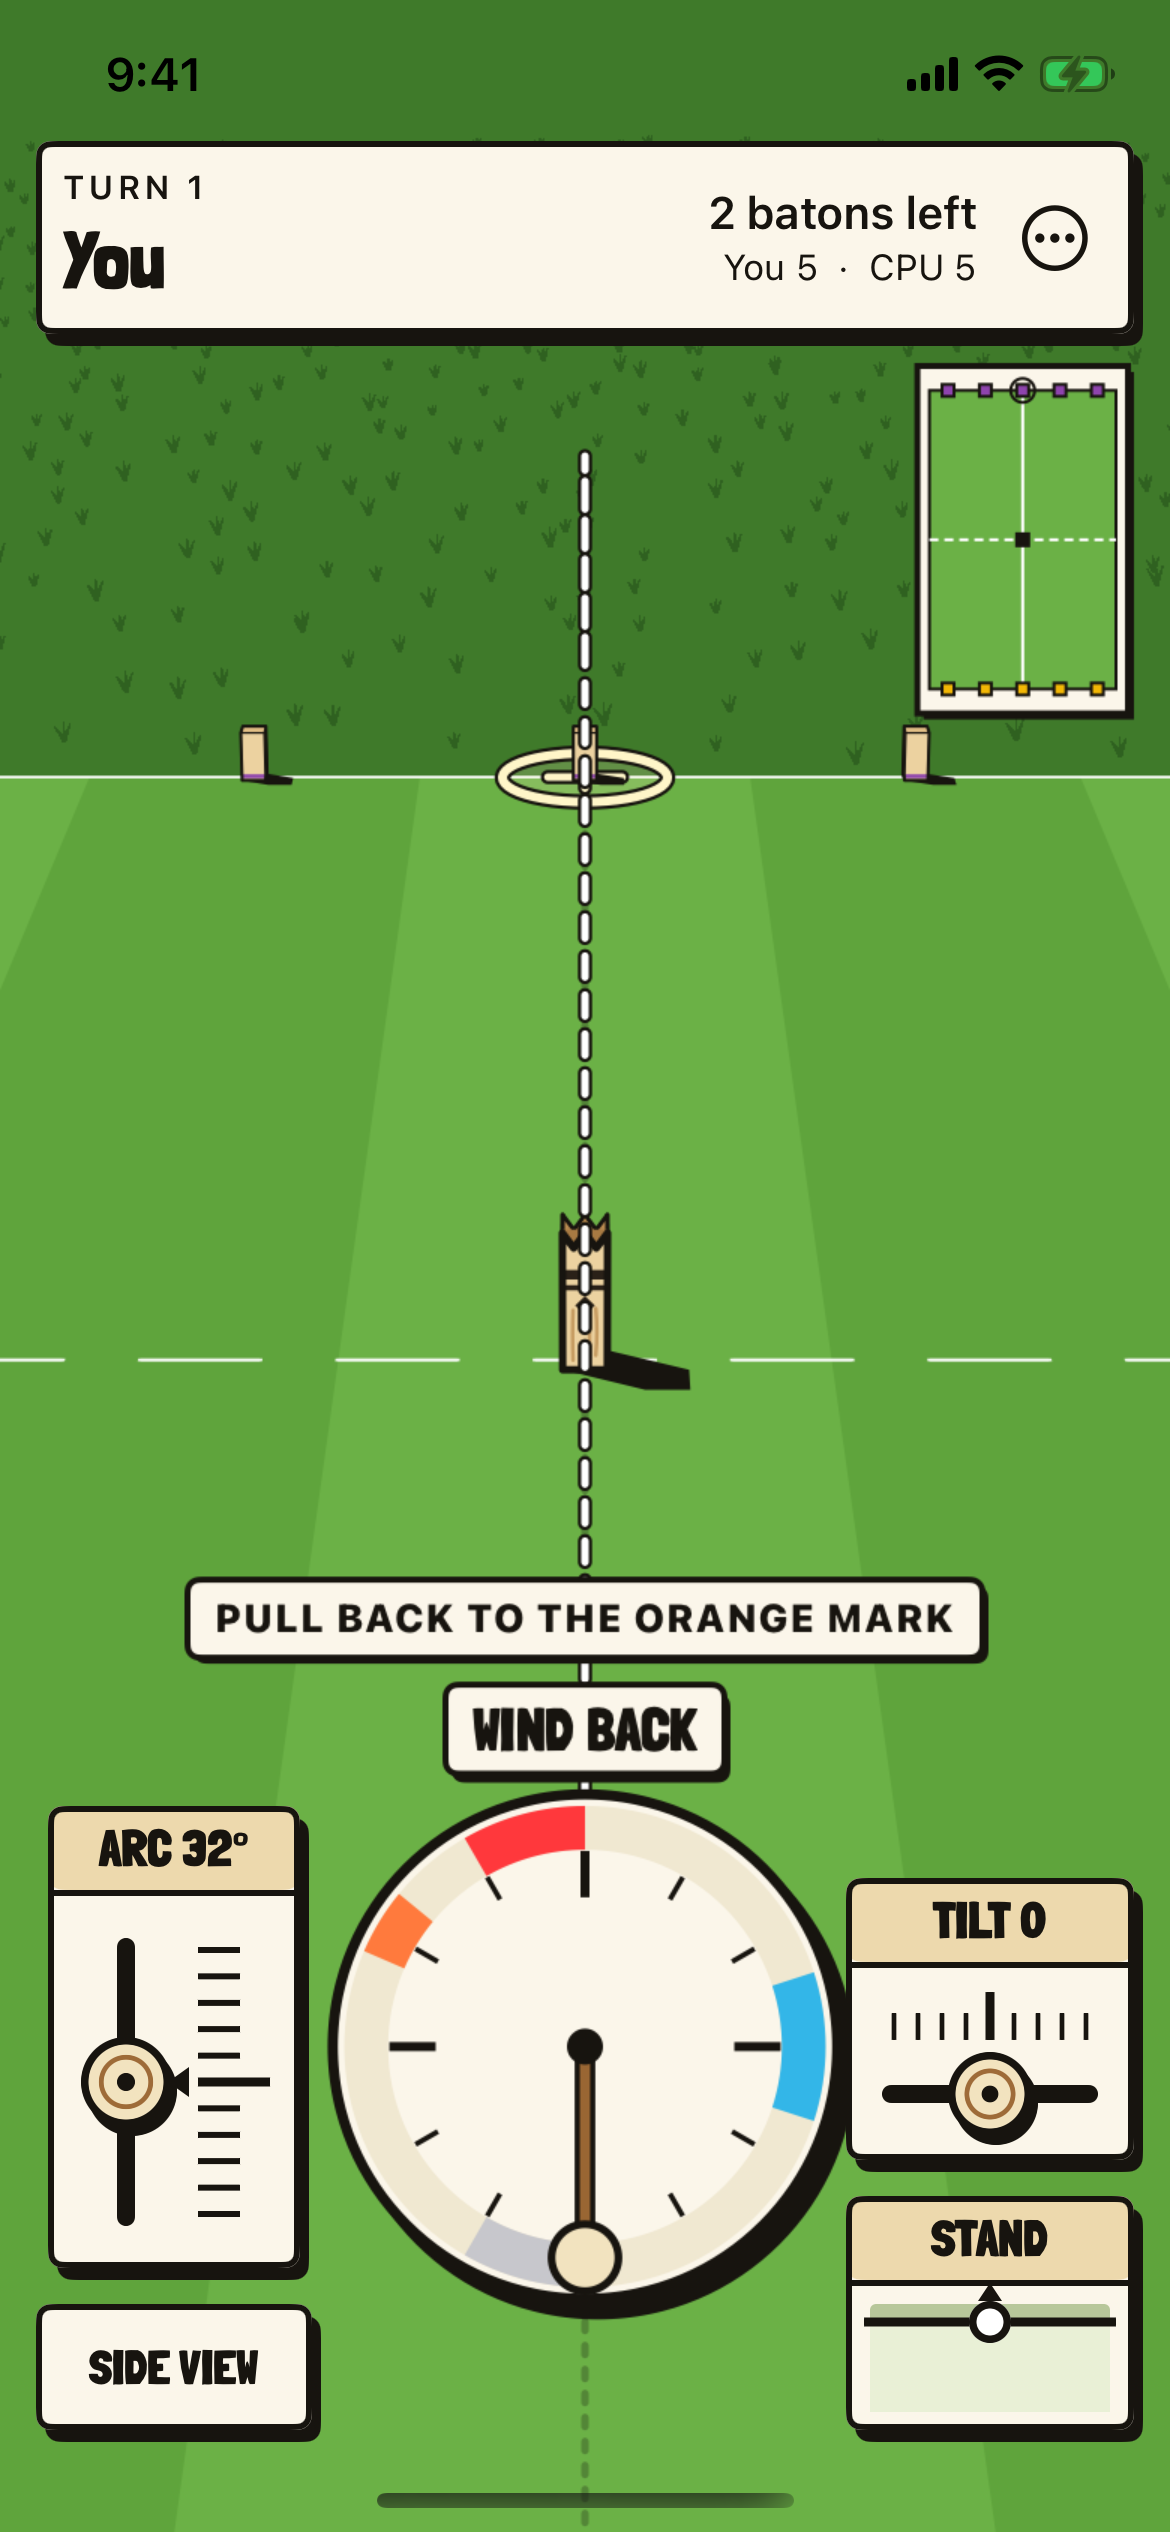 9:41
TURN 1
You
2 batons left
You 5 · CPU 5
PULL BACK TO THE ORANGE MARK
WIND BACK
ARC 32°
TILT 0
STAND
SIDE VIEW